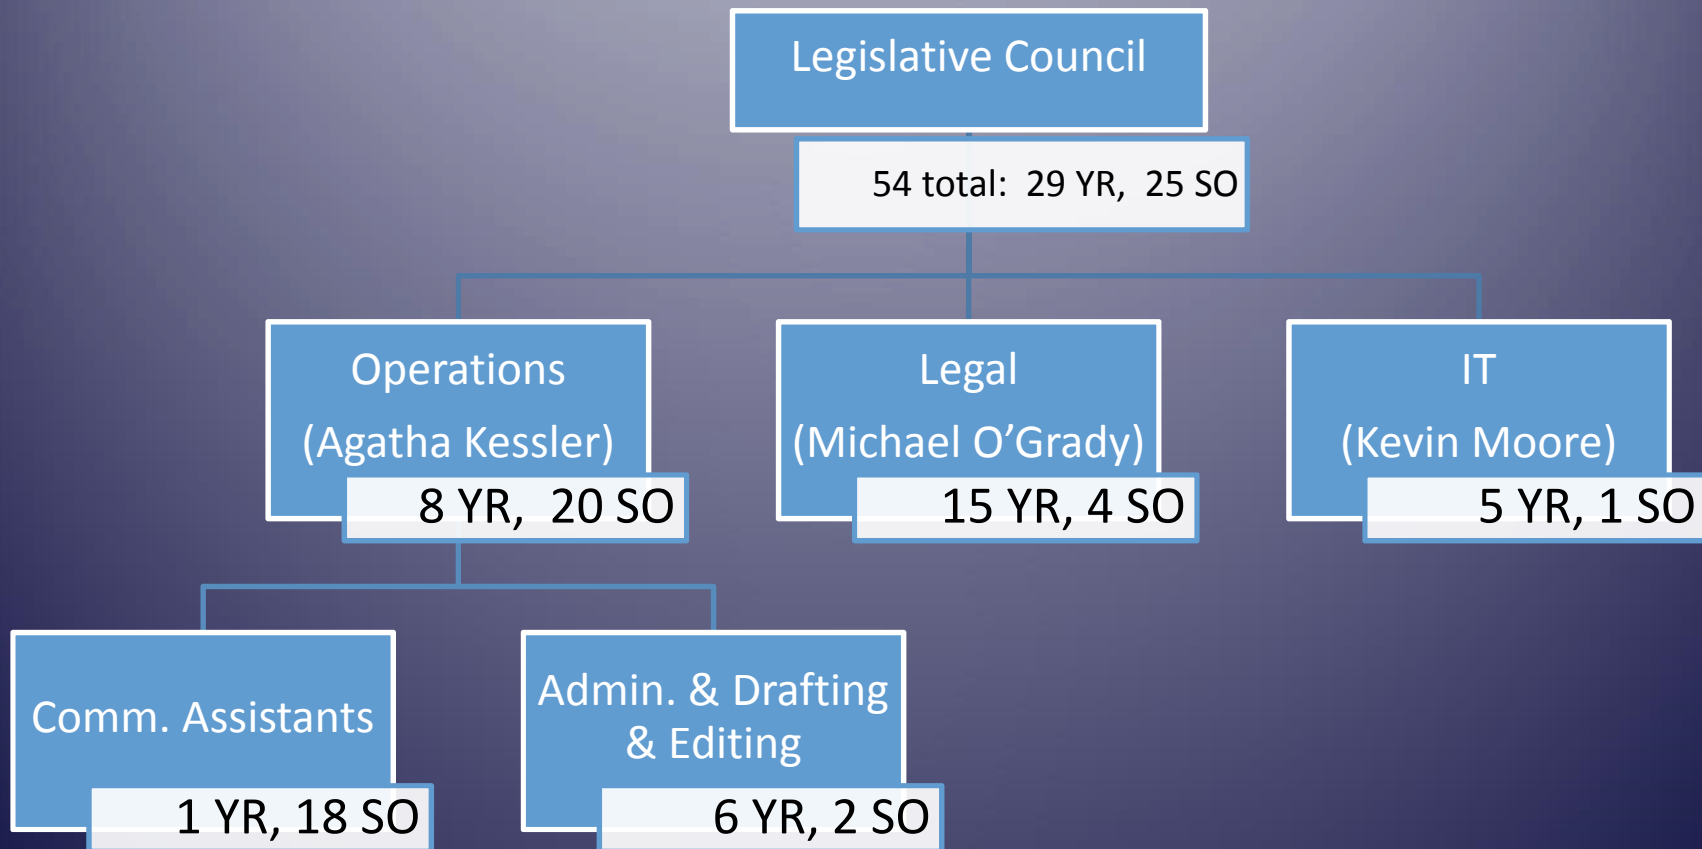 Legislative Council
54 total:  29 YR,  25 SO
Operations
(Agatha Kessler)
8 YR,  20 SO
Legal
(Michael O’Grady)
15 YR, 4 SO
IT
(Kevin Moore)
5 YR, 1 SO
Comm. Assistants
1 YR, 18 SO
Admin. & Drafting
& Editing
6 YR, 2 SO